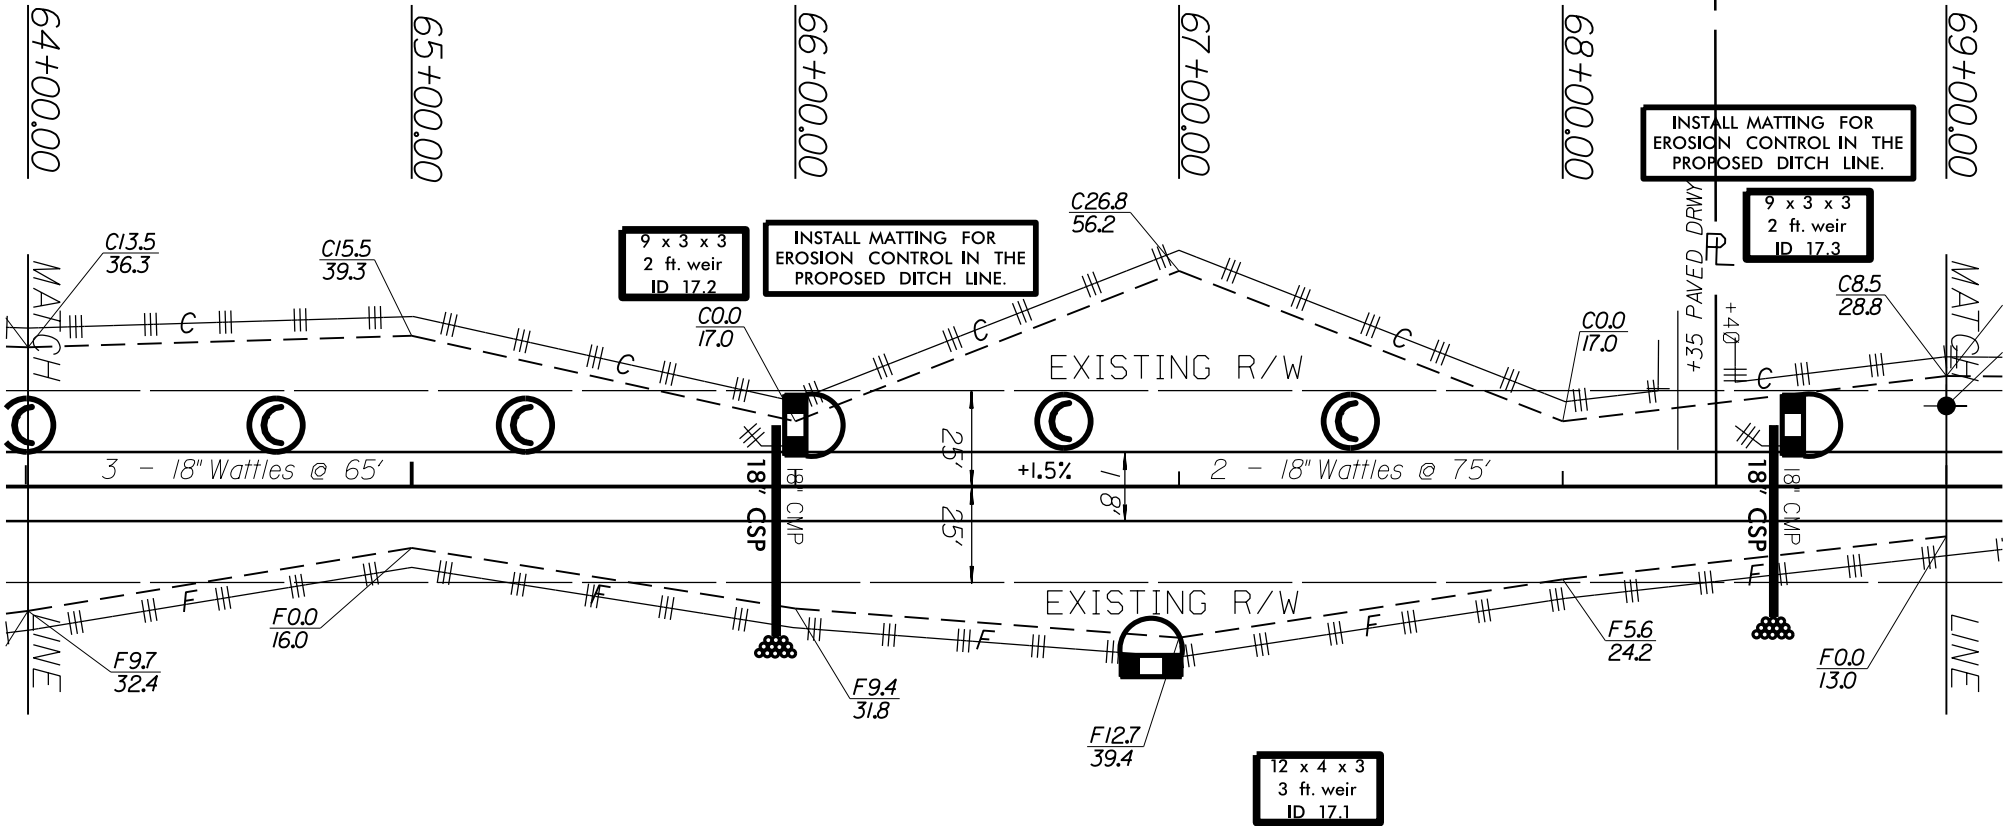 64+00.00
65+00.00
66+00.00
67+00.00
68+00.00
69+00.00
INSTALL MATTING FOR
EROSION CONTROL IN THE
PROPOSED DITCH LINE.
9 x 3 x 3
2 ft. weir
ID 17.3
C26.8
56.2
C13.5
36.3
C15.5
39.3
9 x 3 x 3
2 ft. weir
ID 17.2
INSTALL MATTING FOR
EROSION CONTROL IN THE
PROPOSED DITCH LINE.
+35 PAVED DRWY
PL
+40
MATCH
MATCH
C8.5
28.8
C0.0
17.0
C0.0
17.0
C
C
C
C
C
EXISTING R/W
3 - 18" Wattles @ 65'
18" CSP
18" CMP
25'
+1.5%
18'
2 - 18" Wattles @ 75'
18" CSP
18" CMP
25'
EXISTING R/W
F
F
F
F
F
F0.0
16.0
F9.7
32.4
LINE
F9.4
31.8
F12.7
39.4
F5.6
24.2
F0.0
13.0
LINE
12 x 4 x 3
3 ft. weir
ID 17.1